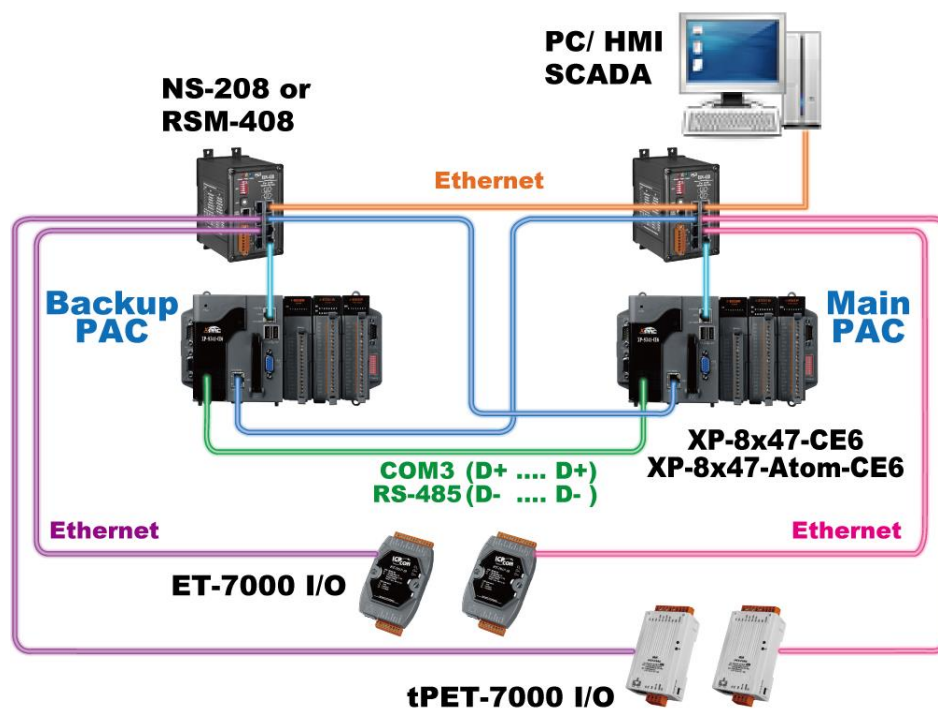 PC/ HMI
SCADA
NS-208 or
RSM-408
Ethernet
Backup
PAC
Main
PAC
XP-8x47-CE6
XP-8x47-Atom-CE6
COM3 (D+ .... D+)
RS-485 (D- .... D- )
Ethernet
Ethernet
ET-7000 I/O
tPET-7000 I/O